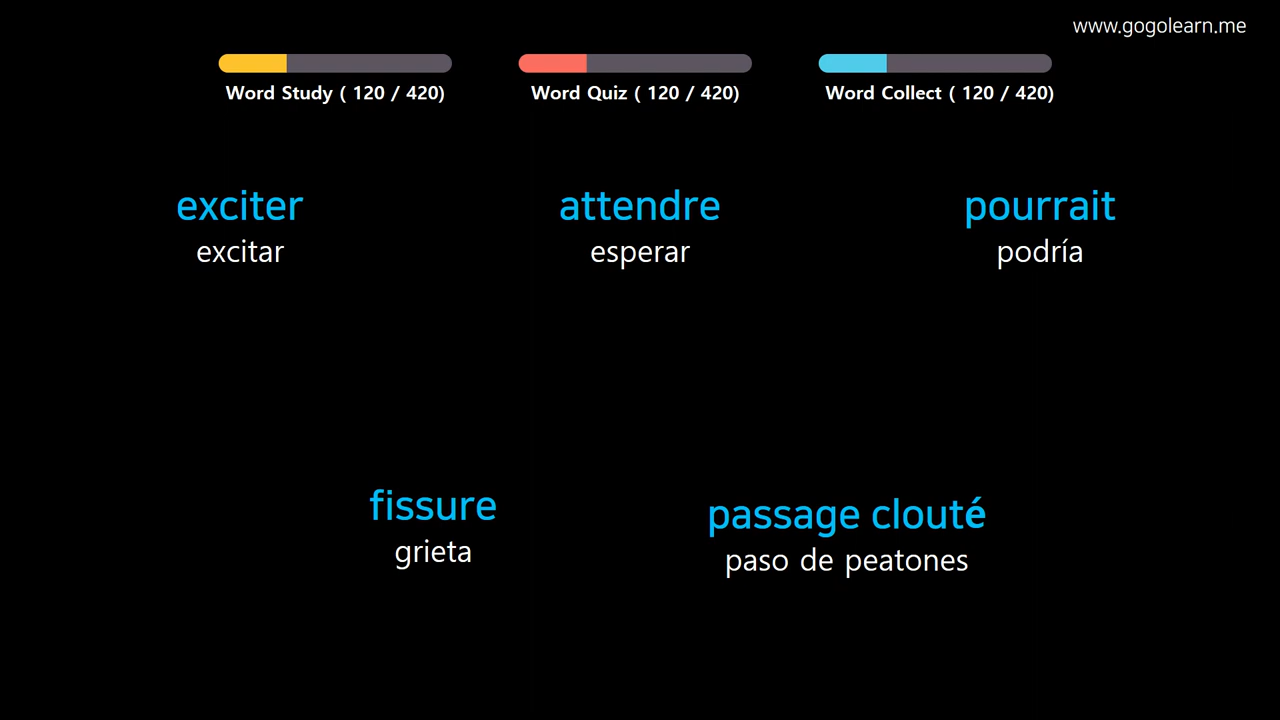 www.gogolearn.me
Word Study ( 120 / 420)
Word Quiz ( 120 / 420)
Word Collect ( 120 / 420)
exciter
excitar
attendre
esperar
pourrait
podría
fissure
grieta
passage clouté
paso de peatones